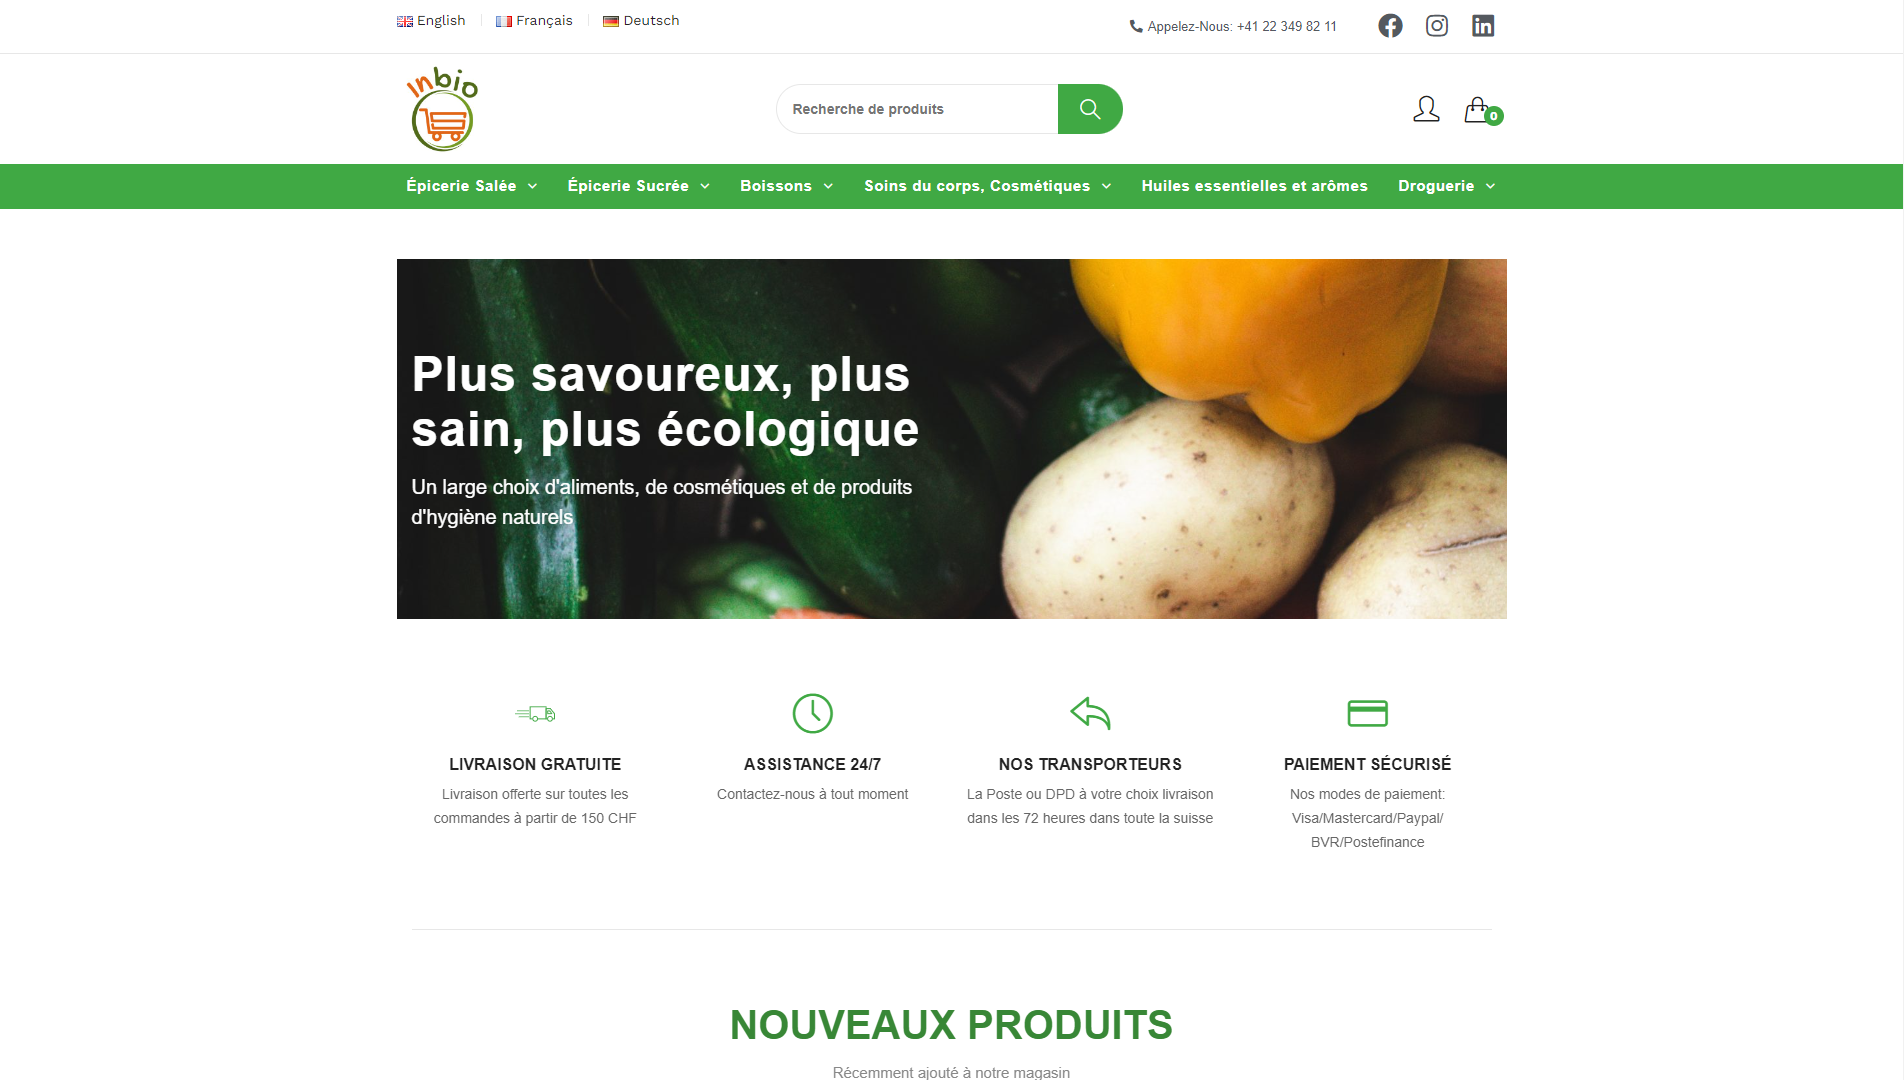 English
Français
Deutsch
Appelez-Nous: +41 22 349 82 11
Inbio
Recherche de produits
0
Épicerie Salée
Épicerie Sucrée
Boissons
Soins du corps, Cosmétiques
Huiles essentielles et arômes
Droguerie
Plus savoureux, plus
sain, plus écologique
Un large choix d'aliments, de cosmétiques et de produits
d'hygiène naturels
LIVRAISON GRATUITE
Livraison offerte sur toutes les
commandes à partir de 150 CHF
ASSISTANCE 24/7
Contactez-nous à tout moment
NOS TRANSPORTEURS
La Poste ou DPD à votre choix livraison
dans les 72 heures dans toute la suisse
PAIEMENT SÉCURISÉ
Nos modes de paiement:
Visa/Mastercard/Paypal/
BVR/Postefinance
NOUVEAUX PRODUITS
Récemment ajouté à notre magasin